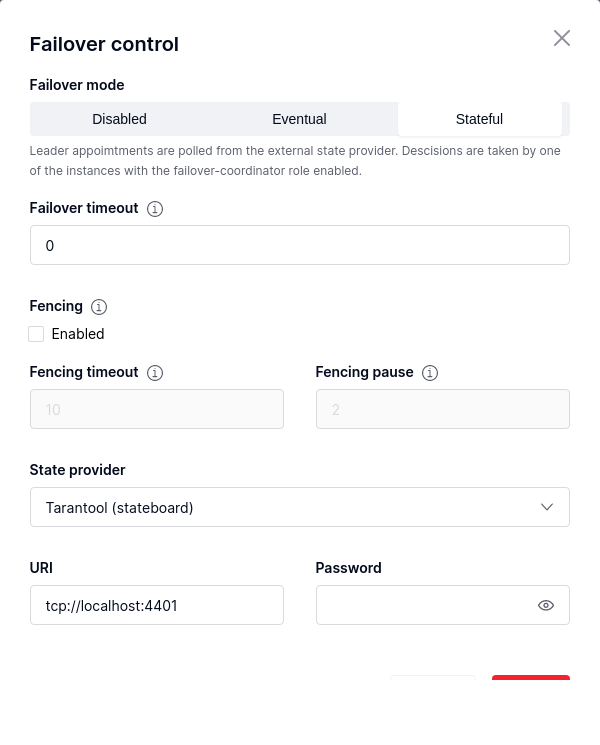 Failover control
Failover mode
Disabled Eventual Stateful
Leader appoimtments are polled from the external state provider. Descisions are taken by one
of the instances with the failover-coordinator role enabled.
Failover timeout
0
Fencing
Enabled
Fencing timeout Fencing pause
10 2
State provider
Tarantool (stateboard)
URI Password
tcp://localhost:4401